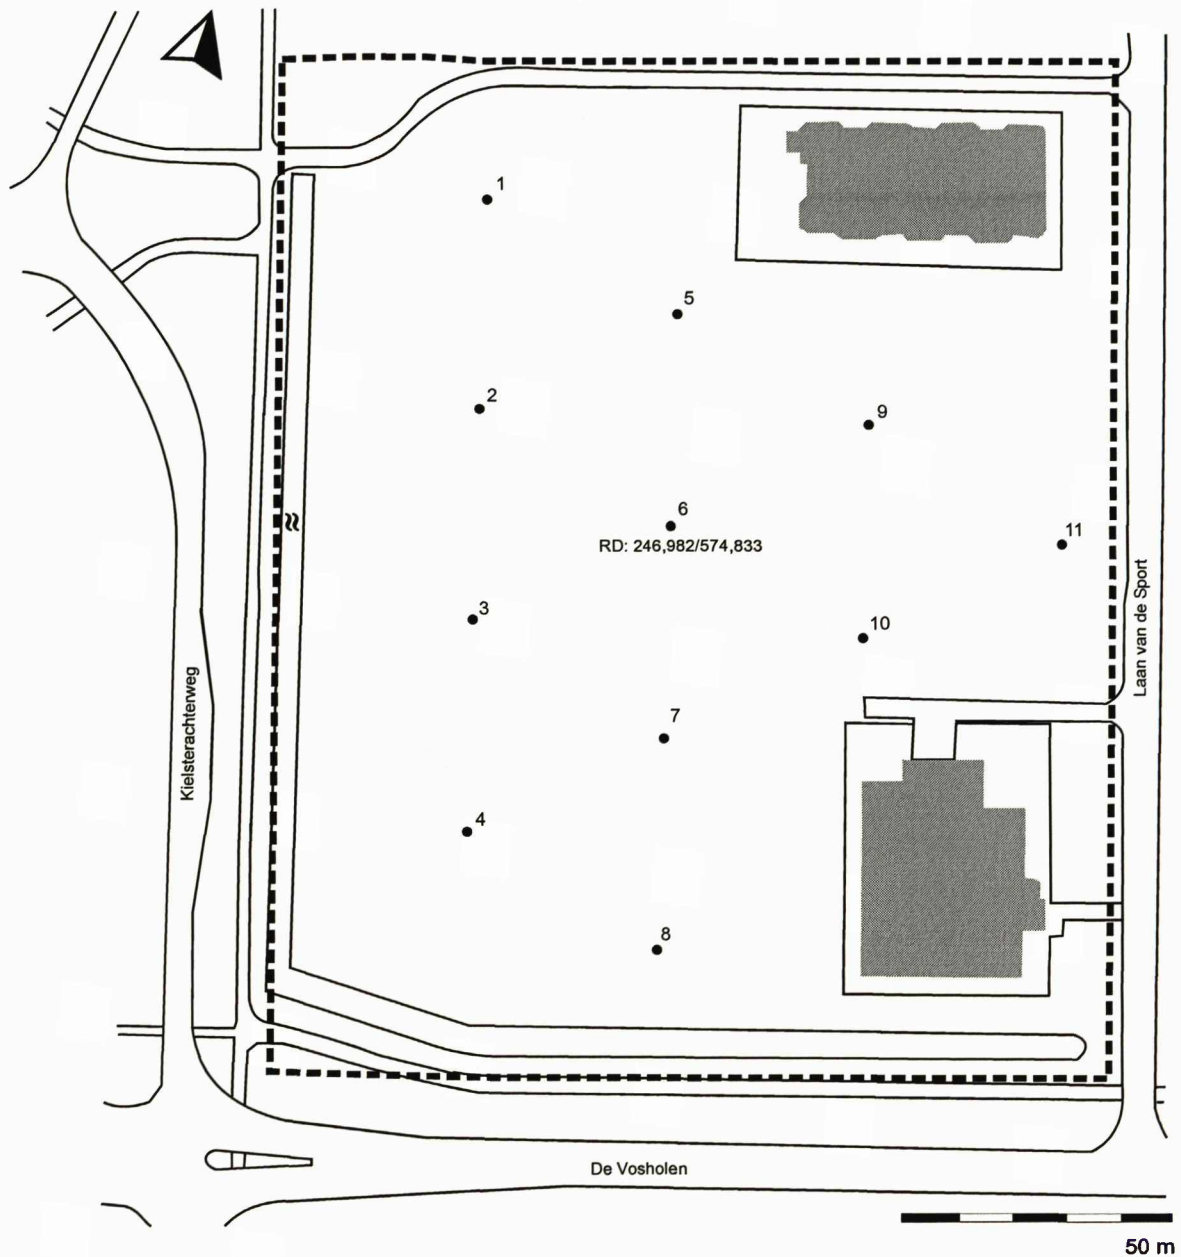 1
5
2
9
6
RD: 246,982/574,833
11
3
10
Laan van de Sport
Kielsterachterweg
7
4
8
De Vosholen
50 m